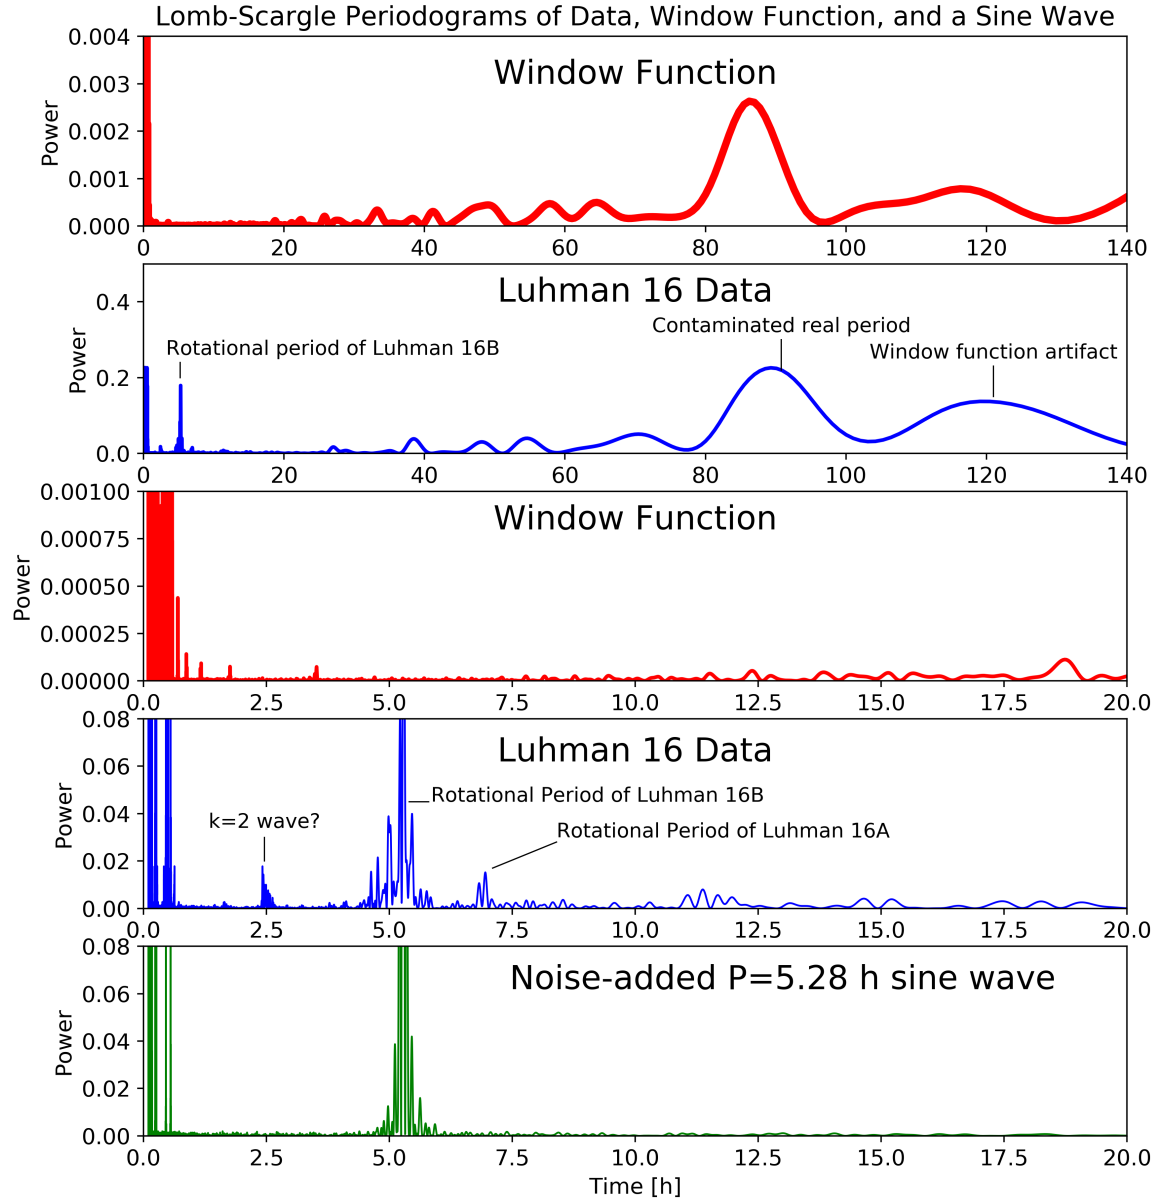 Lomb-Scargle Periodograms of Data, Window Function, and a Sine Wave
Window Function
Power
0.004
0.003
0.002
0.001
0.000
0 20 40 60 80 100 120 140
Luhman 16 Data
Contaminated real period
Window function artifact
Rotational period of Luhman 16B
Power
0.4
0.2
0.0
0 20 40 60 80 100 120 140
Window Function
Power
0.00100
0.00075
0.00050
0.00025
0.00000
0.0 2.5 5.0 7.5 10.0 12.5 15.0 17.5 20.0
Luhman 16 Data
Rotational Period of Luhman 16B
k=2 wave?
Rotational Period of Luhman 16A
Power
0.08
0.06
0.04
0.02
0.00
0.0 2.5 5.0 7.5 10.0 12.5 15.0 17.5 20.0
Noise-added P=5.28 h sine wave
Power
0.08
0.06
0.04
0.02
0.00
0.0 2.5 5.0 7.5 10.0 12.5 15.0 17.5 20.0
Time [h]